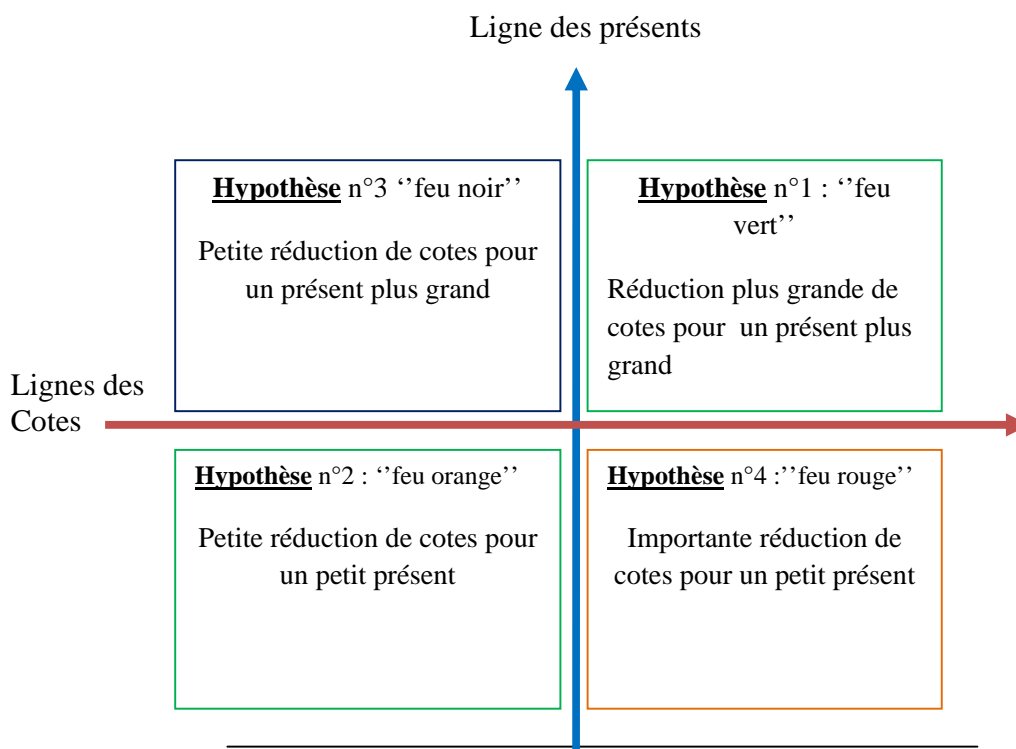 Ligne des présents
Hypothèse n°3 ‘’feu noir’’
Petite réduction de cotes pour
un présent plus grand
Hypothèse n°1 : ‘’feu
vert’’
Réduction plus grande de
cotes pour un présent plus
grand
Lignes des
Cotes
Hypothèse n°2 : ‘’feu orange’’
Petite réduction de cotes pour
un petit présent
Hypothèse n°4 :‘’feu rouge’’
Importante réduction de
cotes pour un petit présent